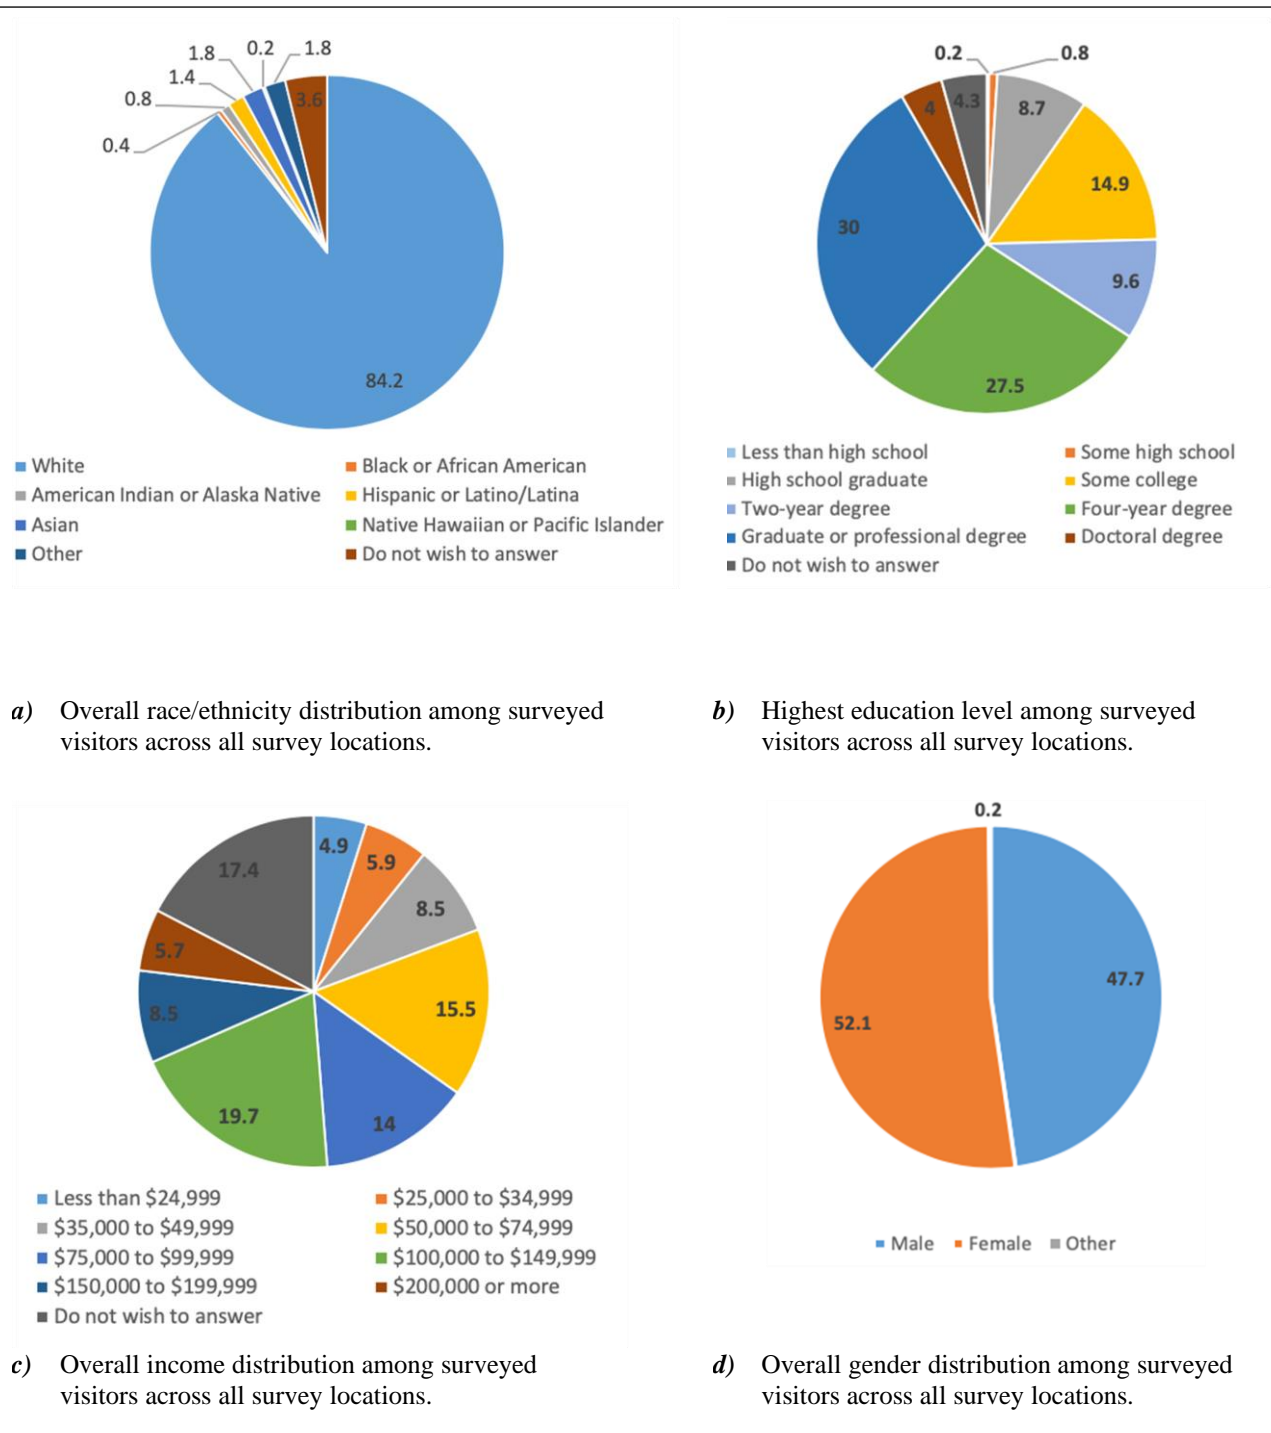 1.8 0.2 1.8
1.4
0.8
0.4
3.6
84.2
White Black or African American
American Indian or Alaska Native Hispanic or Latino/Latina
Asian Native Hawaiian or Pacific Islander
Other Do not wish to answer
0.2 0.8
4 4.3 8.7
14.9
30
9.6
27.5
Less than high school Some high school
High school graduate Some college
Two-year degree Four-year degree
Graduate or professional degree Doctoral degree
Do not wish to answer
a) Overall race/ethnicity distribution among surveyed
visitors across all survey locations.
b) Highest education level among surveyed
visitors across all survey locations.
4.9
5.9
17.4
8.5
5.7
15.5
8.5
19.7
14
Less than $24,999 $25,000 to $34,999
$35,000 to $49,999 $50,000 to $74,999
$75,000 to $99,999 $100,000 to $149,999
$150,000 to $199,999 $200,000 or more
Do not wish to answer
0.2
47.7
52.1
Male Female Other
c) Overall income distribution among surveyed
visitors across all survey locations.
d) Overall gender distribution among surveyed
visitors across all survey locations.